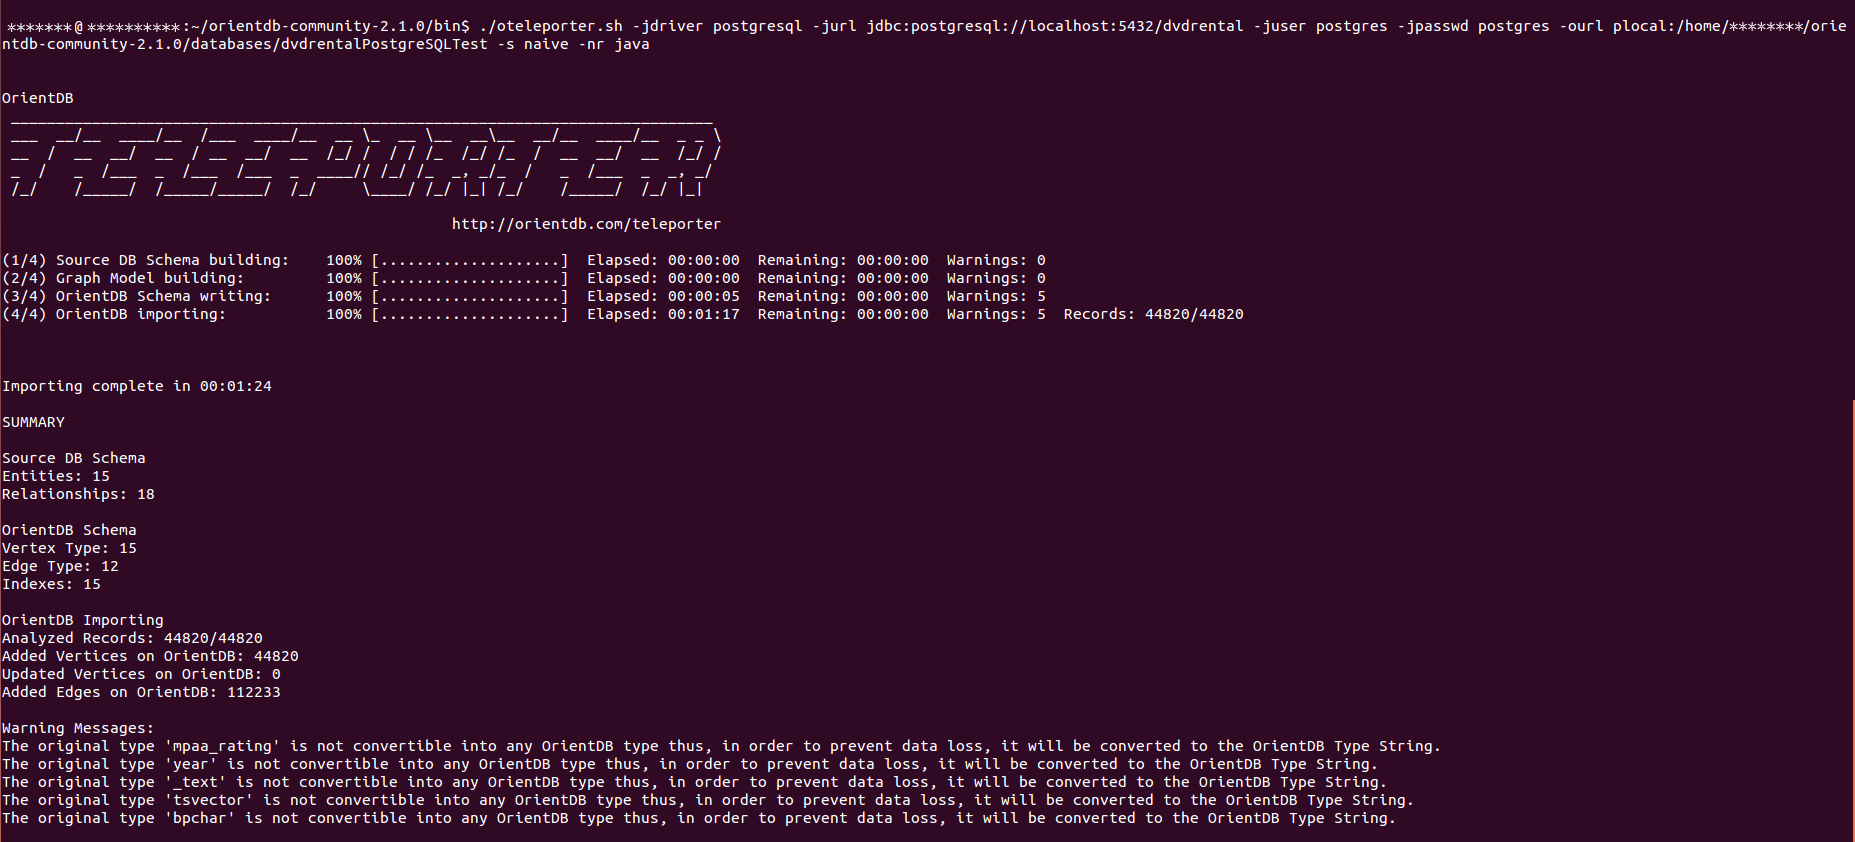 *******@**********:~/orientdb-community-2.1.0/bin$ ./oteleporter.sh -jdriver postgresql -jurl jdbc:postgresql://localhost:5432/dvdrental -juser postgres -jpasswd postgres -ourl plocal:/home/********/orie
ntdb-community-2.1.0/databases/dvdrentalPostgreSQLTest -s naive -nr java
OrientDB
TELEPORTER
http://orientdb.com/teleporter
(1/4) Source DB Schema building:    100% [....................]  Elapsed: 00:00:00  Remaining: 00:00:00  Warnings: 0
(2/4) Graph Model building:         100% [....................]  Elapsed: 00:00:00  Remaining: 00:00:00  Warnings: 0
(3/4) OrientDB Schema writing:      100% [....................]  Elapsed: 00:00:05  Remaining: 00:00:00  Warnings: 5
(4/4) OrientDB importing:           100% [....................]  Elapsed: 00:01:17  Remaining: 00:00:00  Warnings: 5  Records: 44820/44820
Importing complete in 00:01:24
SUMMARY
Source DB Schema
Entities: 15
Relationships: 18
OrientDB Schema
Vertex Type: 15
Edge Type: 12
Indexes: 15
OrientDB Importing
Analyzed Records: 44820/44820
Added Vertices on OrientDB: 44820
Updated Vertices on OrientDB: 0
Added Edges on OrientDB: 112233
Warning Messages:
The original type 'mpaa_rating' is not convertible into any OrientDB type thus, in order to prevent data loss, it will be converted to the OrientDB Type String.
The original type 'year' is not convertible into any OrientDB type thus, in order to prevent data loss, it will be converted to the OrientDB Type String.
The original type '_text' is not convertible into any OrientDB type thus, in order to prevent data loss, it will be converted to the OrientDB Type String.
The original type 'tsvector' is not convertible into any OrientDB type thus, in order to prevent data loss, it will be converted to the OrientDB Type String.
The original type 'bpchar' is not convertible into any OrientDB type thus, in order to prevent data loss, it will be converted to the OrientDB Type String.